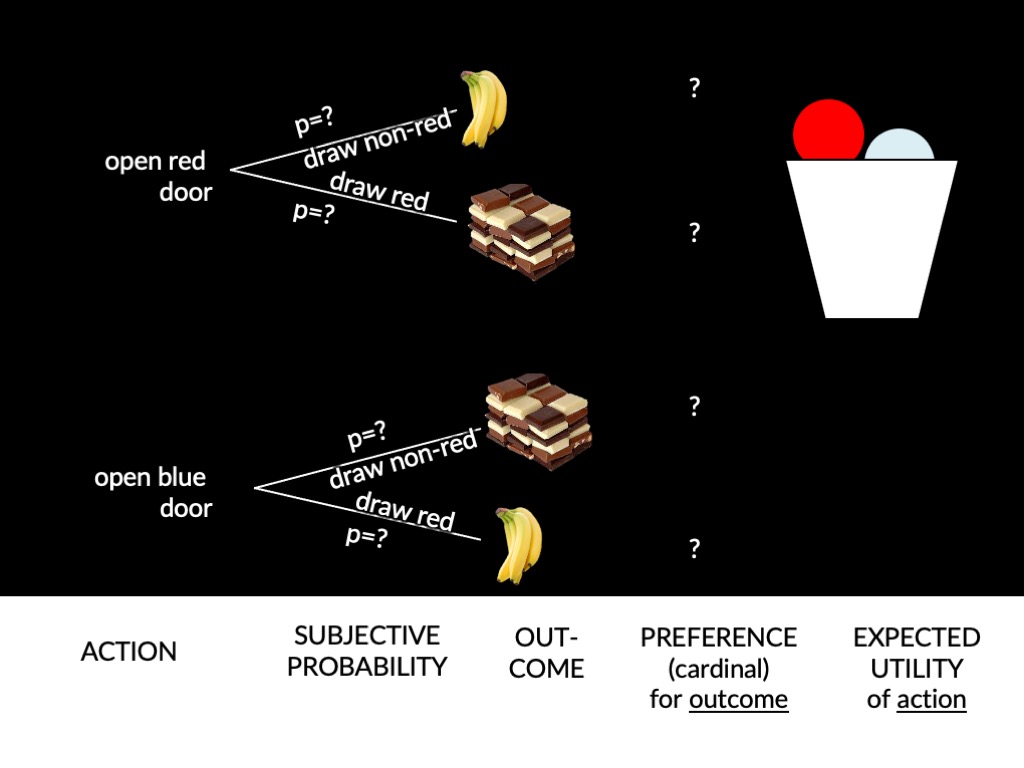 p=?
draw non-red
?
open red
door
draw red
p=?
?
?
p=?
draw non-red
open blue
door
draw red
p=?
?
ACTION
SUBJECTIVE
PROBABILITY
OUT-
COME
PREFERENCE
(cardinal)
for outcome
EXPECTED
UTILITY
of action